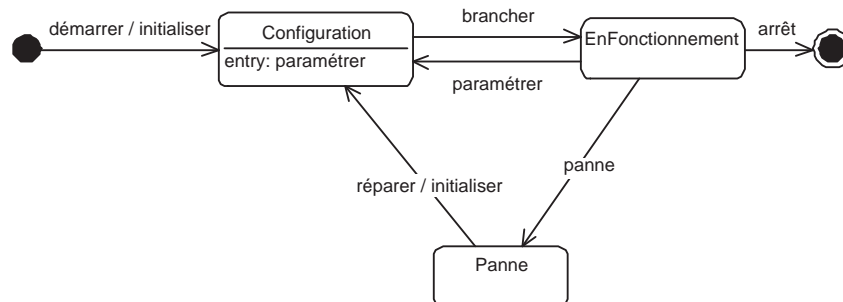 démarrer / initialiser
Configuration
entry: paramétrer
brancher
paramétrer
EnFonctionnement
arrêt
panne
réparer / initialiser
Panne